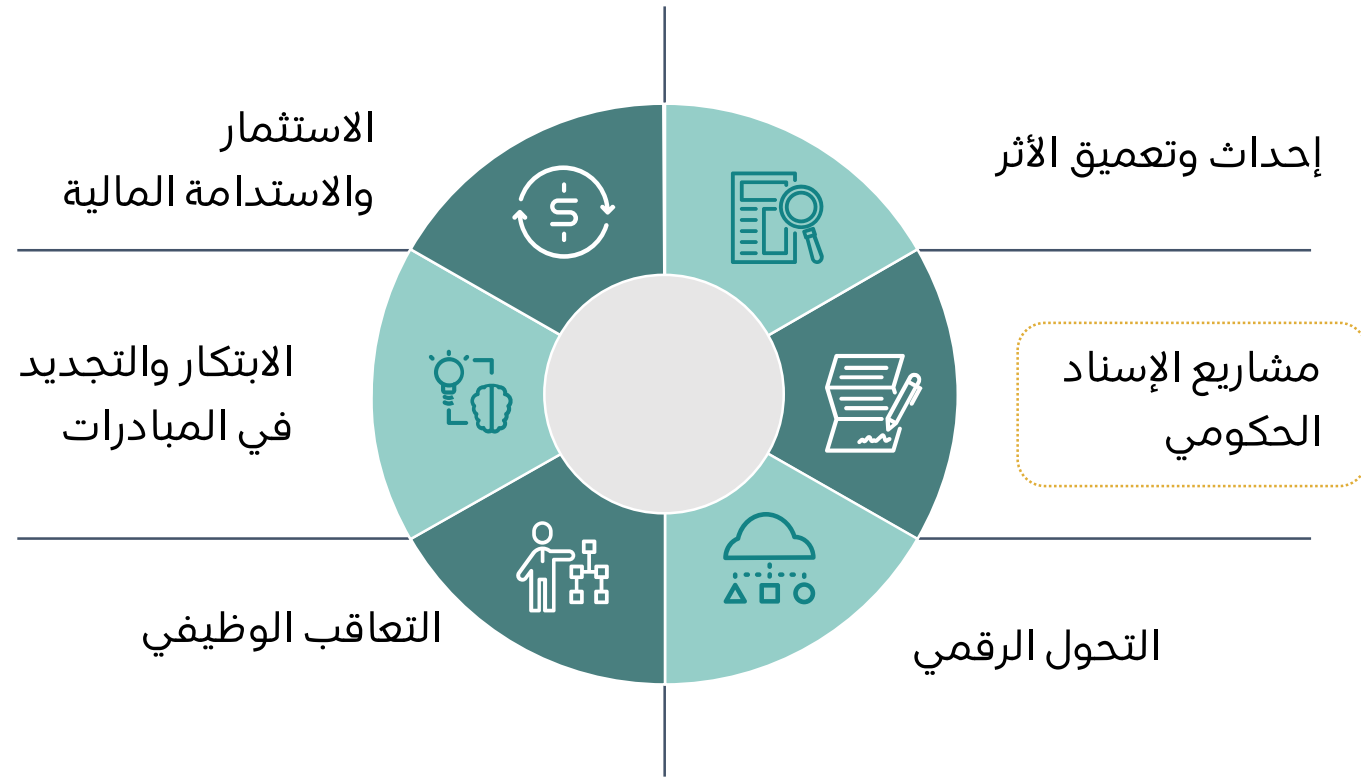 إحداث وتعميق الأثر
مشاريع الإسناد
الحكومي
التحول الرقمي
الاستثمار
والاستدامة المالية
الابتكار والتجديد
في المبادرات
التعاقب الوظيفي